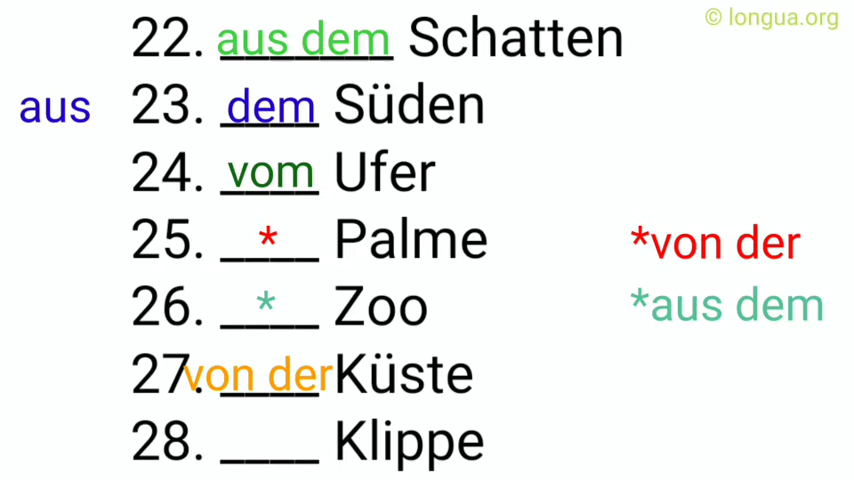 © longua.org
22. aus dem Schatten
aus 23. dem Süden
24. vom Ufer
25. * Palme *von der
26. * Zoo *aus dem
27. von der Küste
28. ____ Klippe